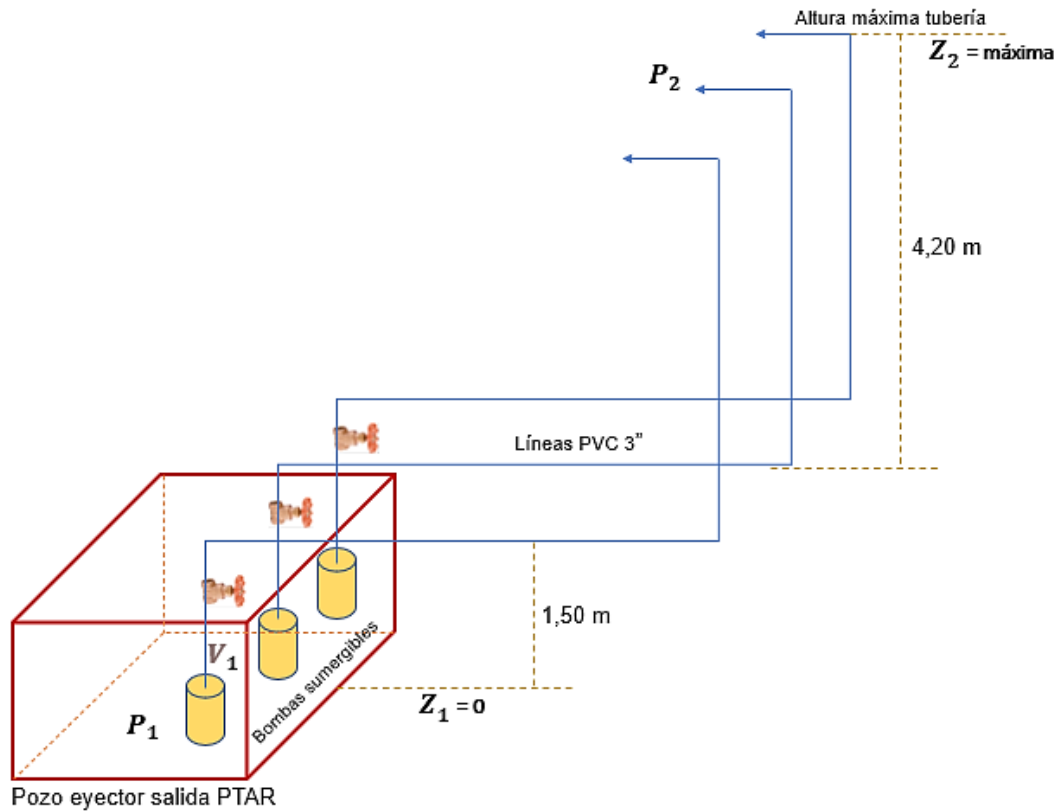 Altura máxima tubería
Z₂ = máxima
P₂
4,20 m
Líneas PVC 3"
1,50 m
V₁
Bombas sumergibles
Z₁ = 0
P₁
Pozo eyector salida PTAR